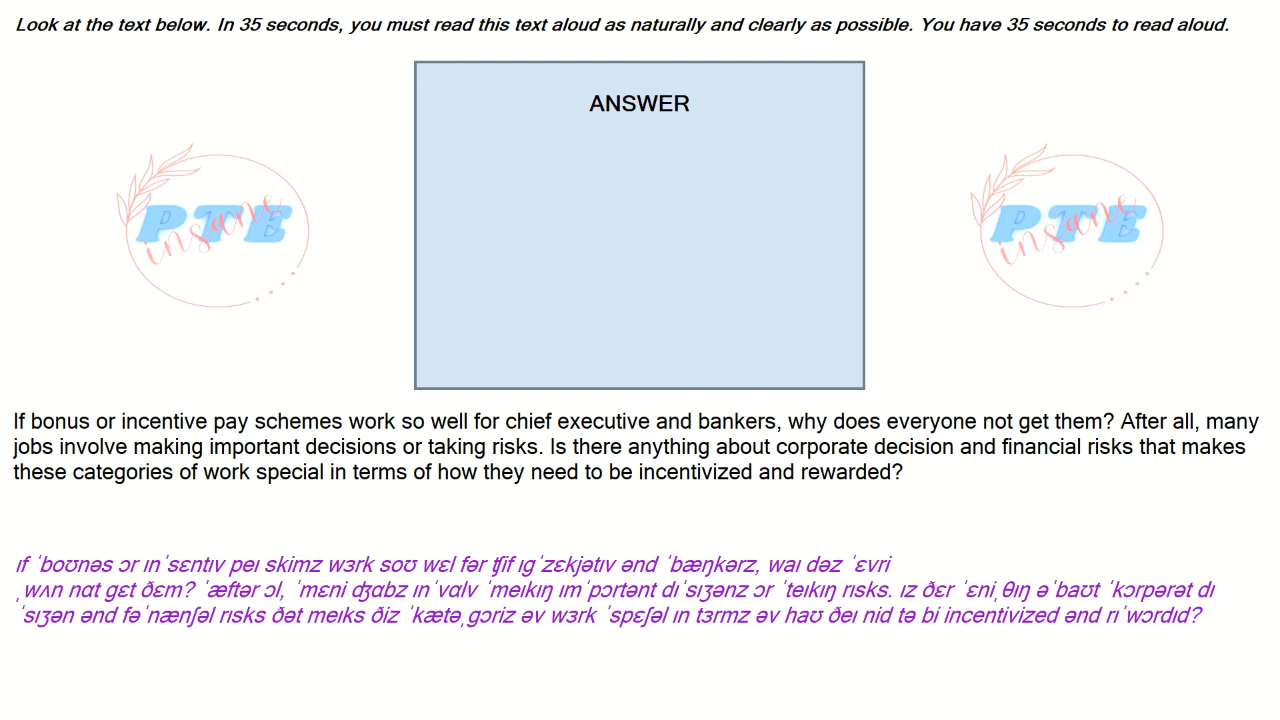 Look at the text below. In 35 seconds, you must read this text aloud as naturally and clearly as possible. You have 35 seconds to read aloud.
ANSWER
PTE insane
PTE insane
If bonus or incentive pay schemes work so well for chief executive and bankers, why does everyone not get them? After all, many
jobs involve making important decisions or taking risks. Is there anything about corporate decision and financial risks that makes
these categories of work special in terms of how they need to be incentivized and rewarded?
ɪf ˈboʊnəs ɔr ɪnˈsɛntɪv peɪ skimz wɜrk soʊ wɛl fər ʧif ɪgˈzɛkjətɪv ənd ˈbæŋkərz, waɪ dəz ˈɛvri
ˌwʌn nɑt gɛt ðɛm? ˈæftər ɔl, ˈmɛni ʤɑbz ɪnˈvɑlv ˈmeɪkɪŋ ɪmˈpɔrtənt dɪˈsɪʒənz ɔr ˈteɪkɪŋ rɪsks. ɪz ðɛr ˈɛniˌθɪŋ əˈbaʊt ˈkɔrpərət dɪ
ˈsɪʒən ənd fəˈnænʃəl rɪsks ðət meɪks ðiz ˈkætəˌgɔriz əv wɜrk ˈspɛʃəl ɪn tɜrmz əv haʊ ðeɪ nid tə bi incentivized ənd rɪˈwɔrdɪd?